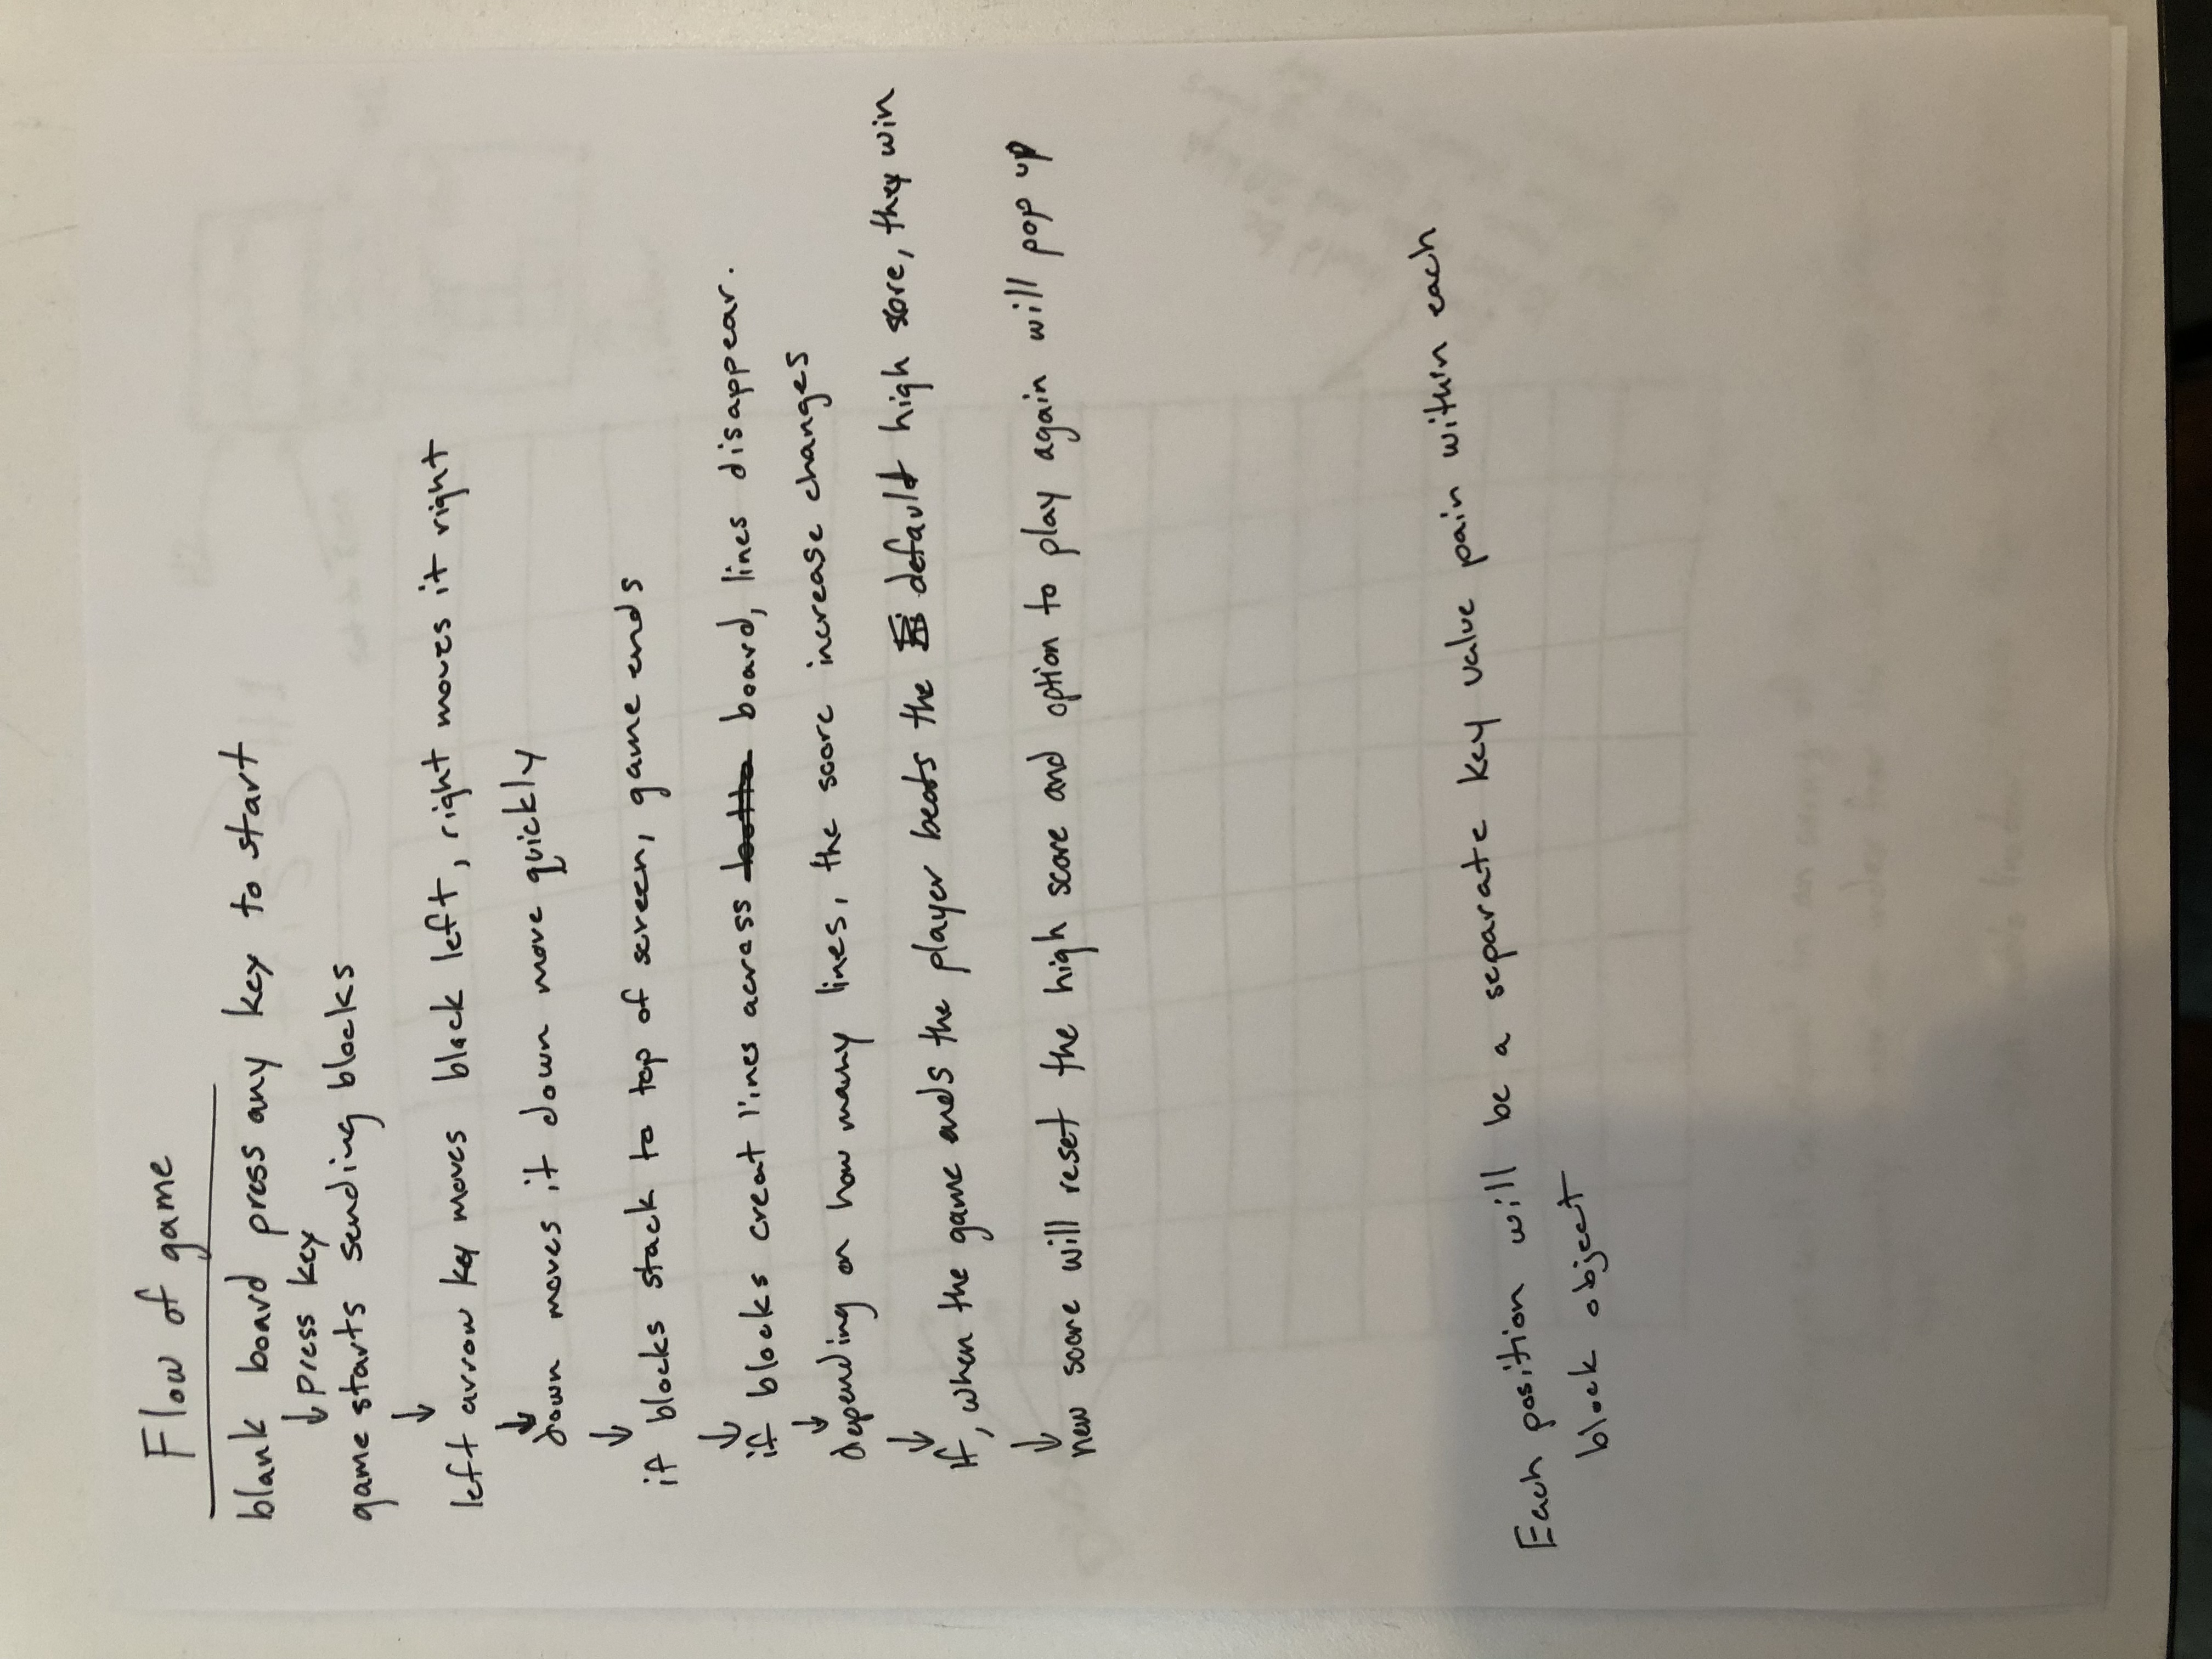 Flow of game
blank board press any key to start
↓ press key
game starts sending blocks
↓
left arrow key moves block left, right moves it right
↓
down moves it down more quickly
↓
if blocks stack to top of screen, game ends
↓
if blocks creat lines across board, lines disappear.
↓
depending on how many lines, the score increase changes
↓
If, when the game ends the player beats the default high score, they win
↓
new score will reset the high score and option to play again will pop up
Each position will be a separate key value pair within each
block object